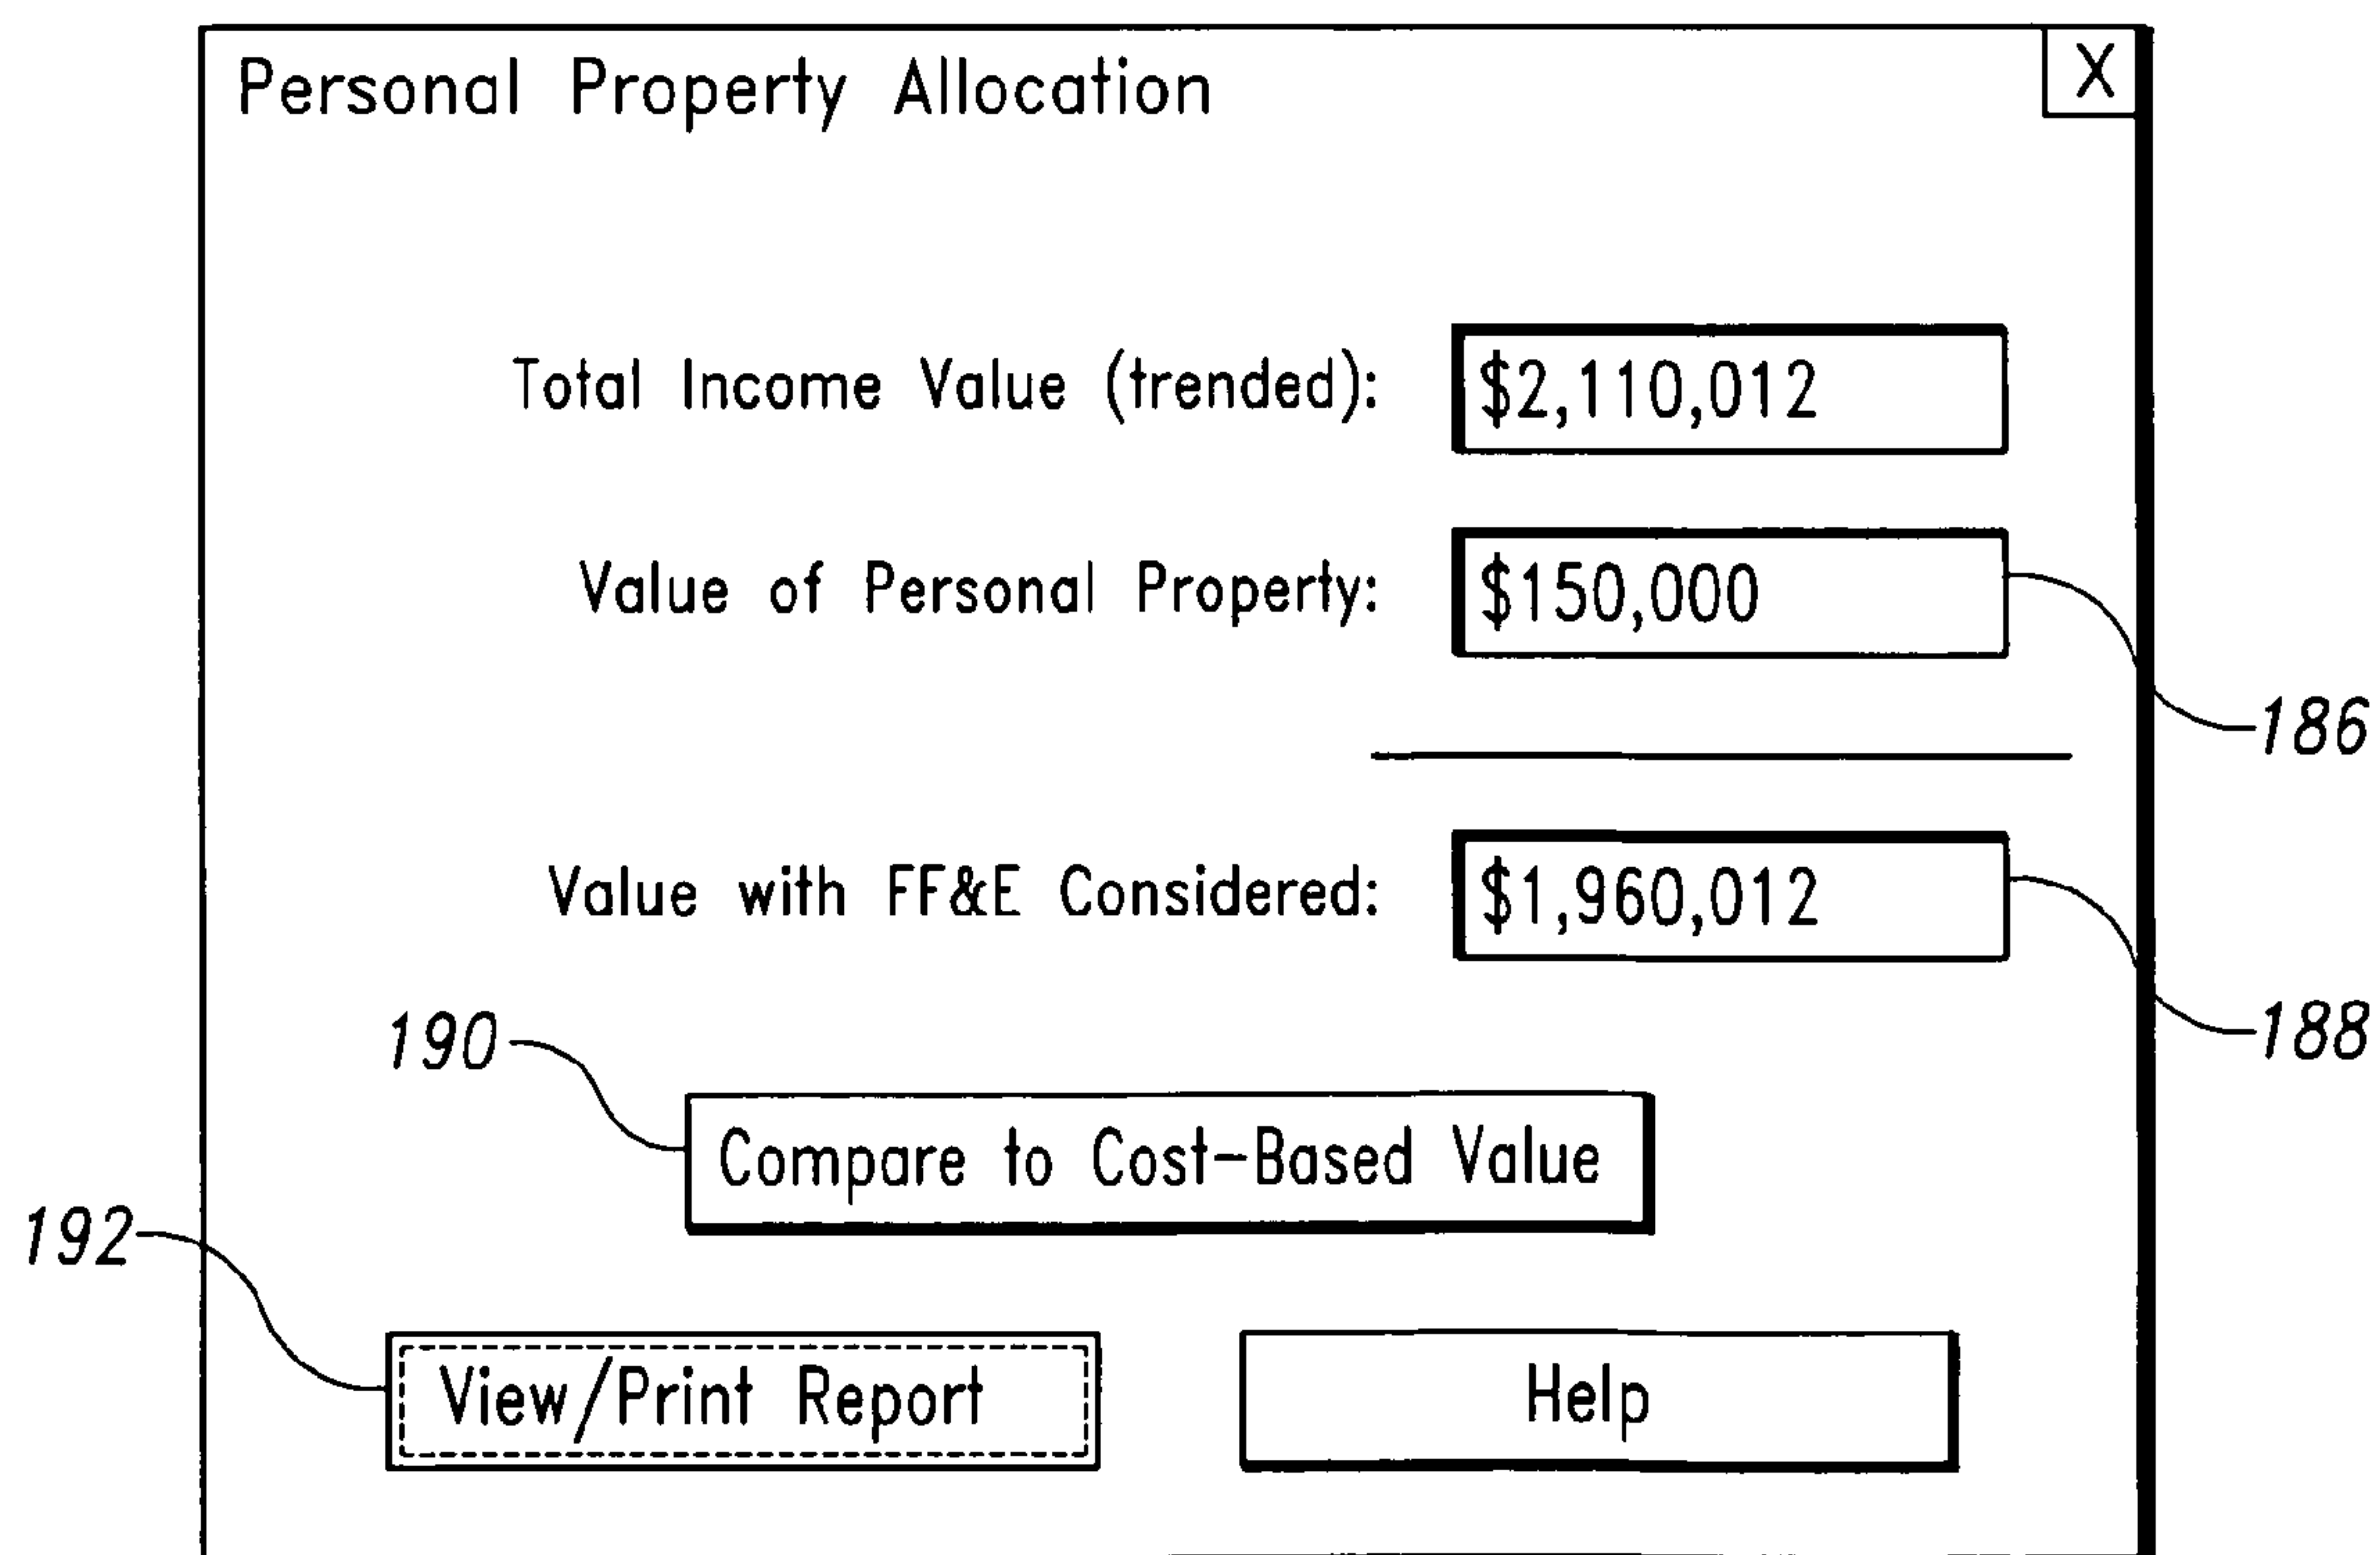 Personal Property Allocation X
Total Income Value (trended): $2,110,012
Value of Personal Property: $150,000
186
Value with FF&E Considered: $1,960,012
188
190
Compare to Cost-Based Value
192
View/Print Report Help